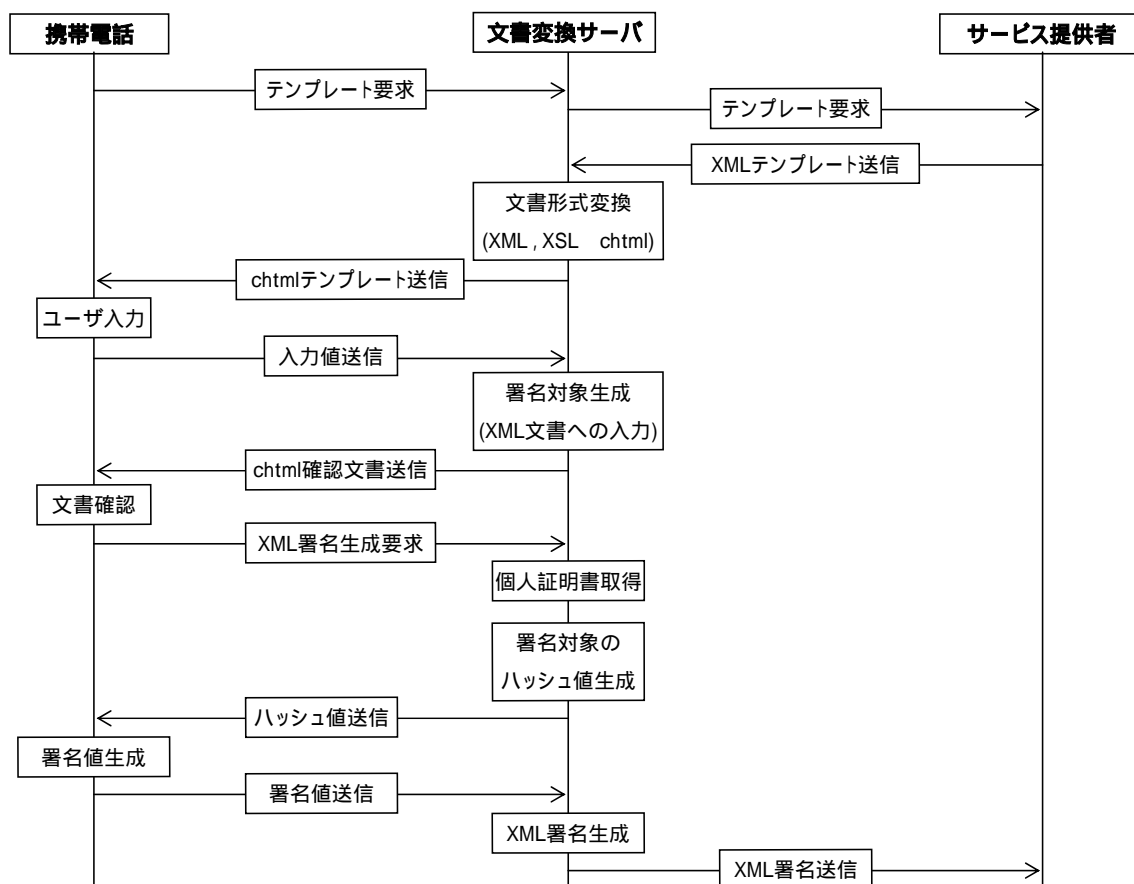 携帯電話
文書変換サーバ
サービス提供者
テンプレート要求
テンプレート要求
XMLテンプレート送信
文書形式変換
(XML , XSL chtml)
chtmlテンプレート送信
ユーザ入力
入力値送信
署名対象生成
(XML文書への入力)
chtml確認文書送信
文書確認
XML署名生成要求
個人証明書取得
署名対象の
ハッシュ値生成
ハッシュ値送信
署名値生成
署名値送信
XML署名生成
XML署名送信